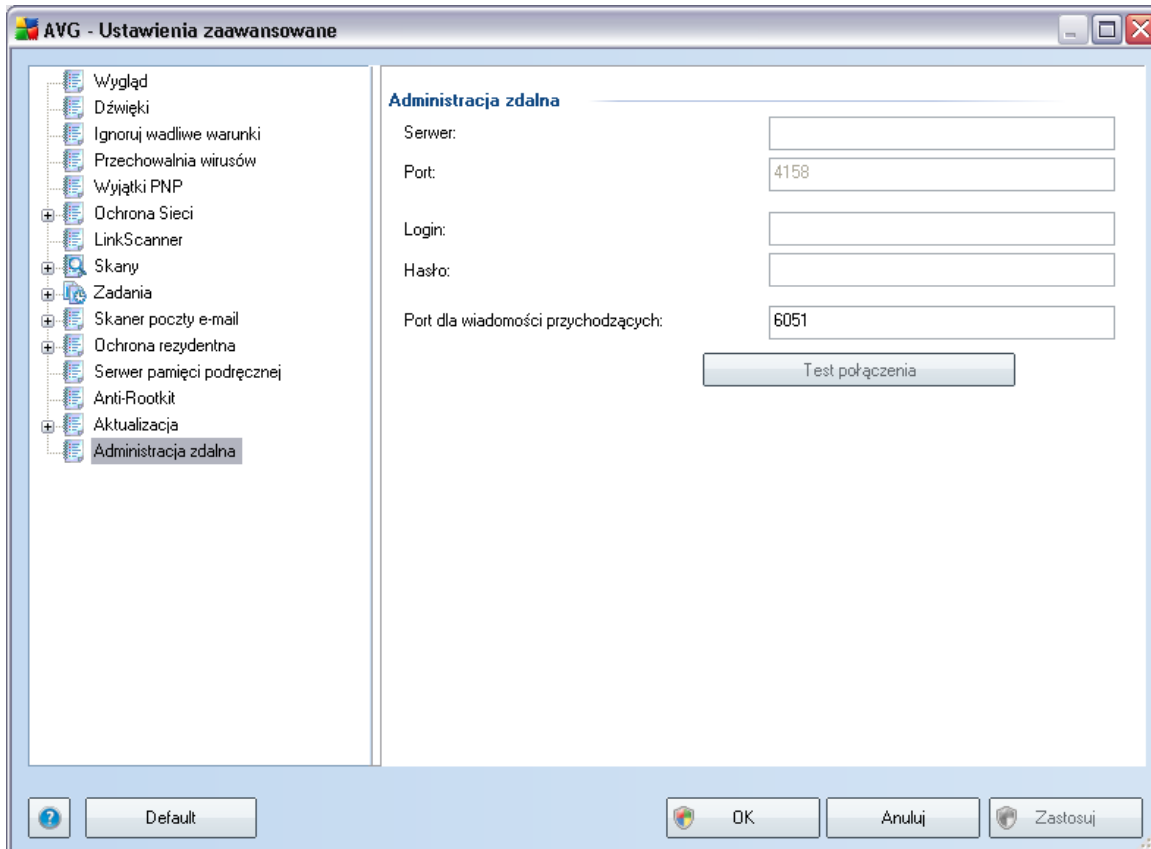 AVG - Ustawienia zaawansowane
Wygląd
Dźwięki
Ignoruj wadliwe warunki
Przechowalnia wirusów
Wyjątki PNP
Ochrona Sieci
LinkScanner
Skany
Zadania
Skaner poczty e-mail
Ochrona rezydentna
Serwer pamięci podręcznej
Anti-Rootkit
Aktualizacja
Administracja zdalna
Administracja zdalna
Serwer:
Port: 4158
Login:
Hasło:
Port dla wiadomości przychodzących: 6051
Test połączenia
? Default OK Anuluj Zastosuj